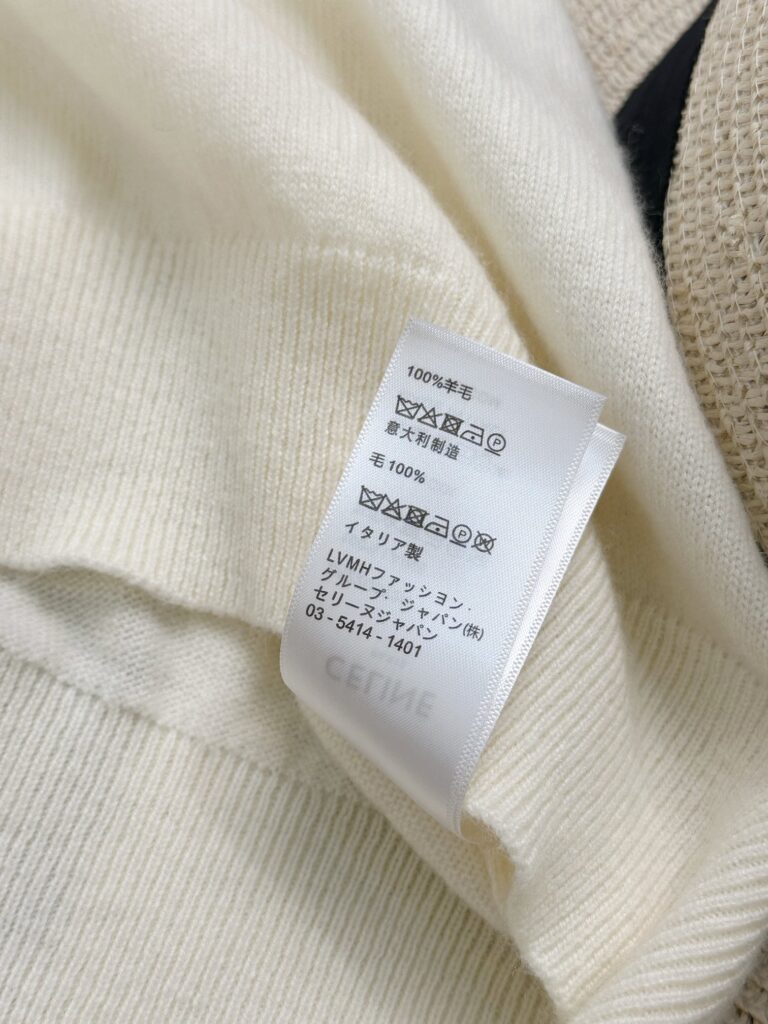 100%羊毛
意大利制造
毛 100%
イタリア製
LVMHファッション・
グループ・ジャパン(株)
セリーヌジャパン
03-5414-1401
CELINE